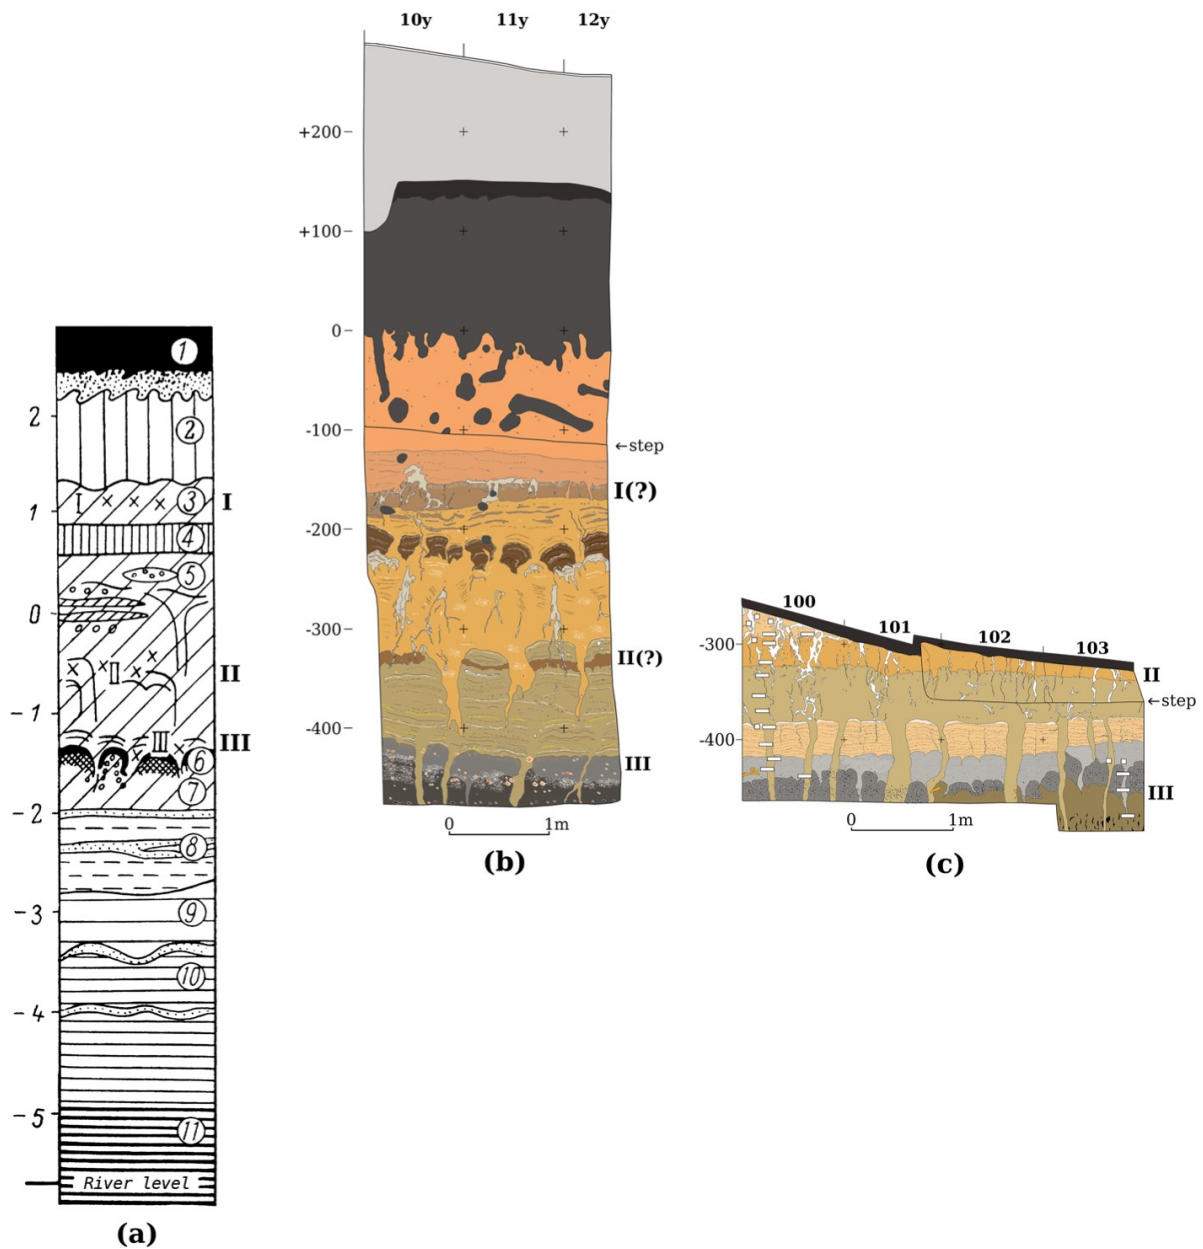 1
2
2
3
I
I
1
4
5
0
II
II
-1
III
III
6
7
-2
8
-3
9
10
-4
-5
11
River level
(a)
10y 11y 12y
+200
+100
0
-100
←step
I(?)
-200
-300
II(?)
-400
III
0 1m
(b)
100
101
102
103
-300
II
←step
-400
III
0 1m
(c)